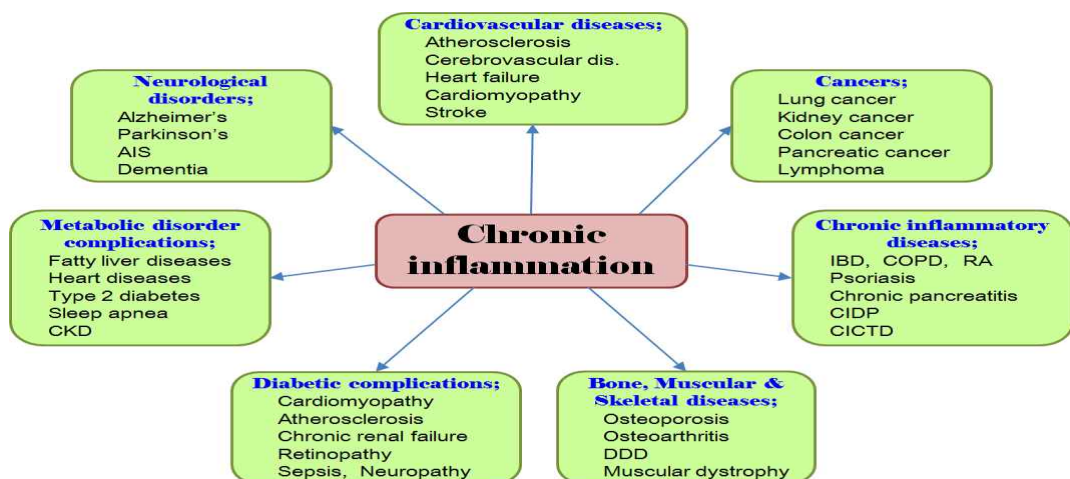 Cardiovascular diseases;
Atherosclerosis
Cerebrovascular dis.
Heart failure
Cardiomyopathy
Stroke
Neurological
disorders;
Alzheimer's
Parkinson's
AIS
Dementia
Cancers;
Lung cancer
Kidney cancer
Colon cancer
Pancreatic cancer
Lymphoma
Metabolic disorder
complications;
Fatty liver diseases
Heart diseases
Type 2 diabetes
Sleep apnea
CKD
Chronic
inflammation
Chronic inflammatory
diseases;
IBD, COPD, RA
Psoriasis
Chronic pancreatitis
CIDP
CICTD
Diabetic complications;
Cardiomyopathy
Atherosclerosis
Chronic renal failure
Retinopathy
Sepsis, Neuropathy
Bone, Muscular &
Skeletal diseases;
Osteoporosis
Osteoarthritis
DDD
Muscular dystrophy